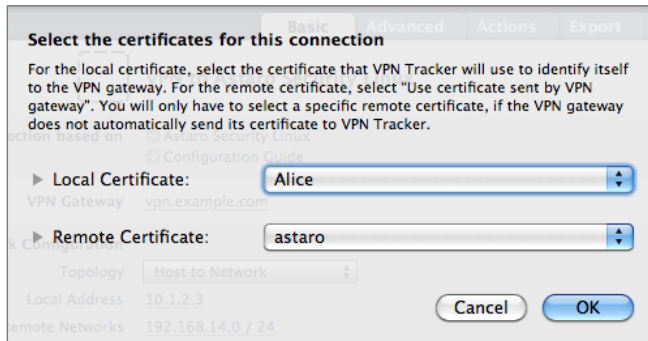 Basic Advanced Actions Export
Select the certificates for this connection
VPN to Astaro Security Linux
For the local certificate, select the certificate that VPN Tracker will use to identify itself
to the VPN gateway. For the remote certificate, select "Use certificate sent by VPN
gateway". You will only have to select a specific remote certificate, if the VPN gateway
does not automatically send its certificate to VPN Tracker.
ection based on Astaro Security Linux
Configuration Guide
Local Certificate: Alice
VPN Gateway vpn.example.com
Remote Certificate: astaro
k Configuration
Topology Host to Network
Local Address 10.1.2.3
Cancel OK
emote Networks 192.168.14.0 / 24